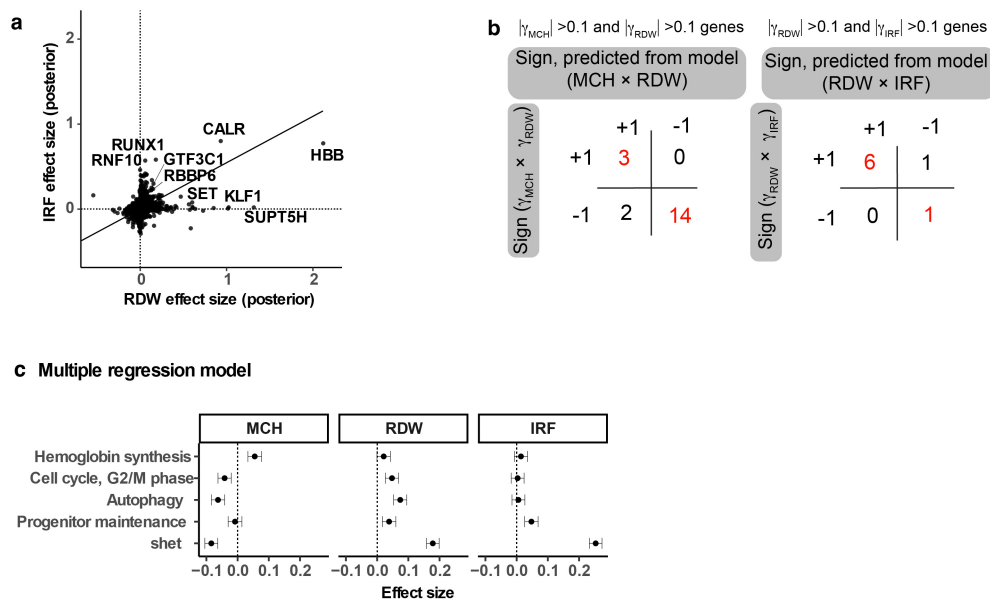 a
IRF effect size (posterior)
2
1
0
CALR
RUNX1
HBB
RNF10
GTF3C1
RBBP6
SET
KLF1
SUPT5H
0
1
2
RDW effect size (posterior)
b
|γMCH| >0.1 and |γRDW| >0.1 genes
Sign, predicted from model
(MCH × RDW)
Sign (γMCH × γRDW)
+1
-1
+1
3
0
-1
2
14
|γRDW| >0.1 and |γIRF| >0.1 genes
Sign, predicted from model
(RDW × IRF)
Sign (γRDW × γIRF)
+1
-1
+1
6
1
-1
0
1
c Multiple regression model
MCH
RDW
IRF
Hemoglobin synthesis
Cell cycle, G2/M phase
Autophagy
Progenitor maintenance
shet
−0.1 0.0 0.1 0.2
−0.1 0.0 0.1 0.2
−0.1 0.0 0.1 0.2
Effect size